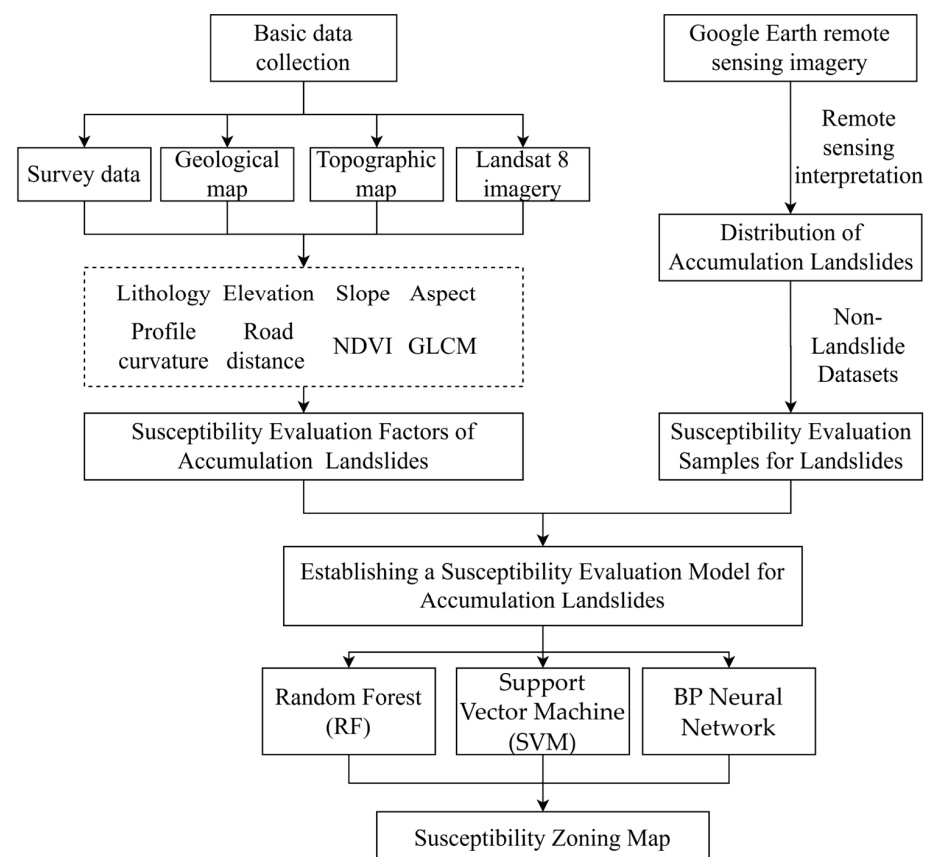 Basic data
collection
Google Earth remote
sensing imagery
Survey data
Geological
map
Topographic
map
Landsat 8
imagery
Remote
sensing
interpretation
Distribution of
Accumulation Landslides
Lithology Elevation Slope Aspect
Profile
curvature
Road
distance
NDVI GLCM
Non-
Landslide
Datasets
Susceptibility Evaluation Factors of
Accumulation Landslides
Susceptibility Evaluation
Samples for Landslides
Establishing a Susceptibility Evaluation Model for
Accumulation Landslides
Random Forest
(RF)
Support
Vector Machine
(SVM)
BP Neural
Network
Susceptibility Zoning Map